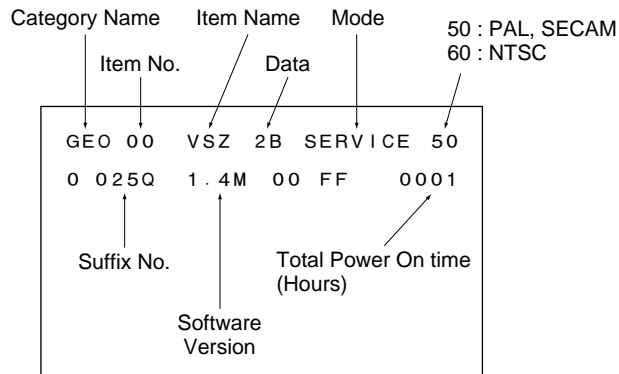 Category Name Item Name Mode
50 : PAL, SECAM
60 : NTSC
Item No. Data
GEO 00 VSZ 2B SERVICE 50
0 025Q 1.4M 00 FF 0001
Suffix No.
Total Power On time
(Hours)
Software
Version